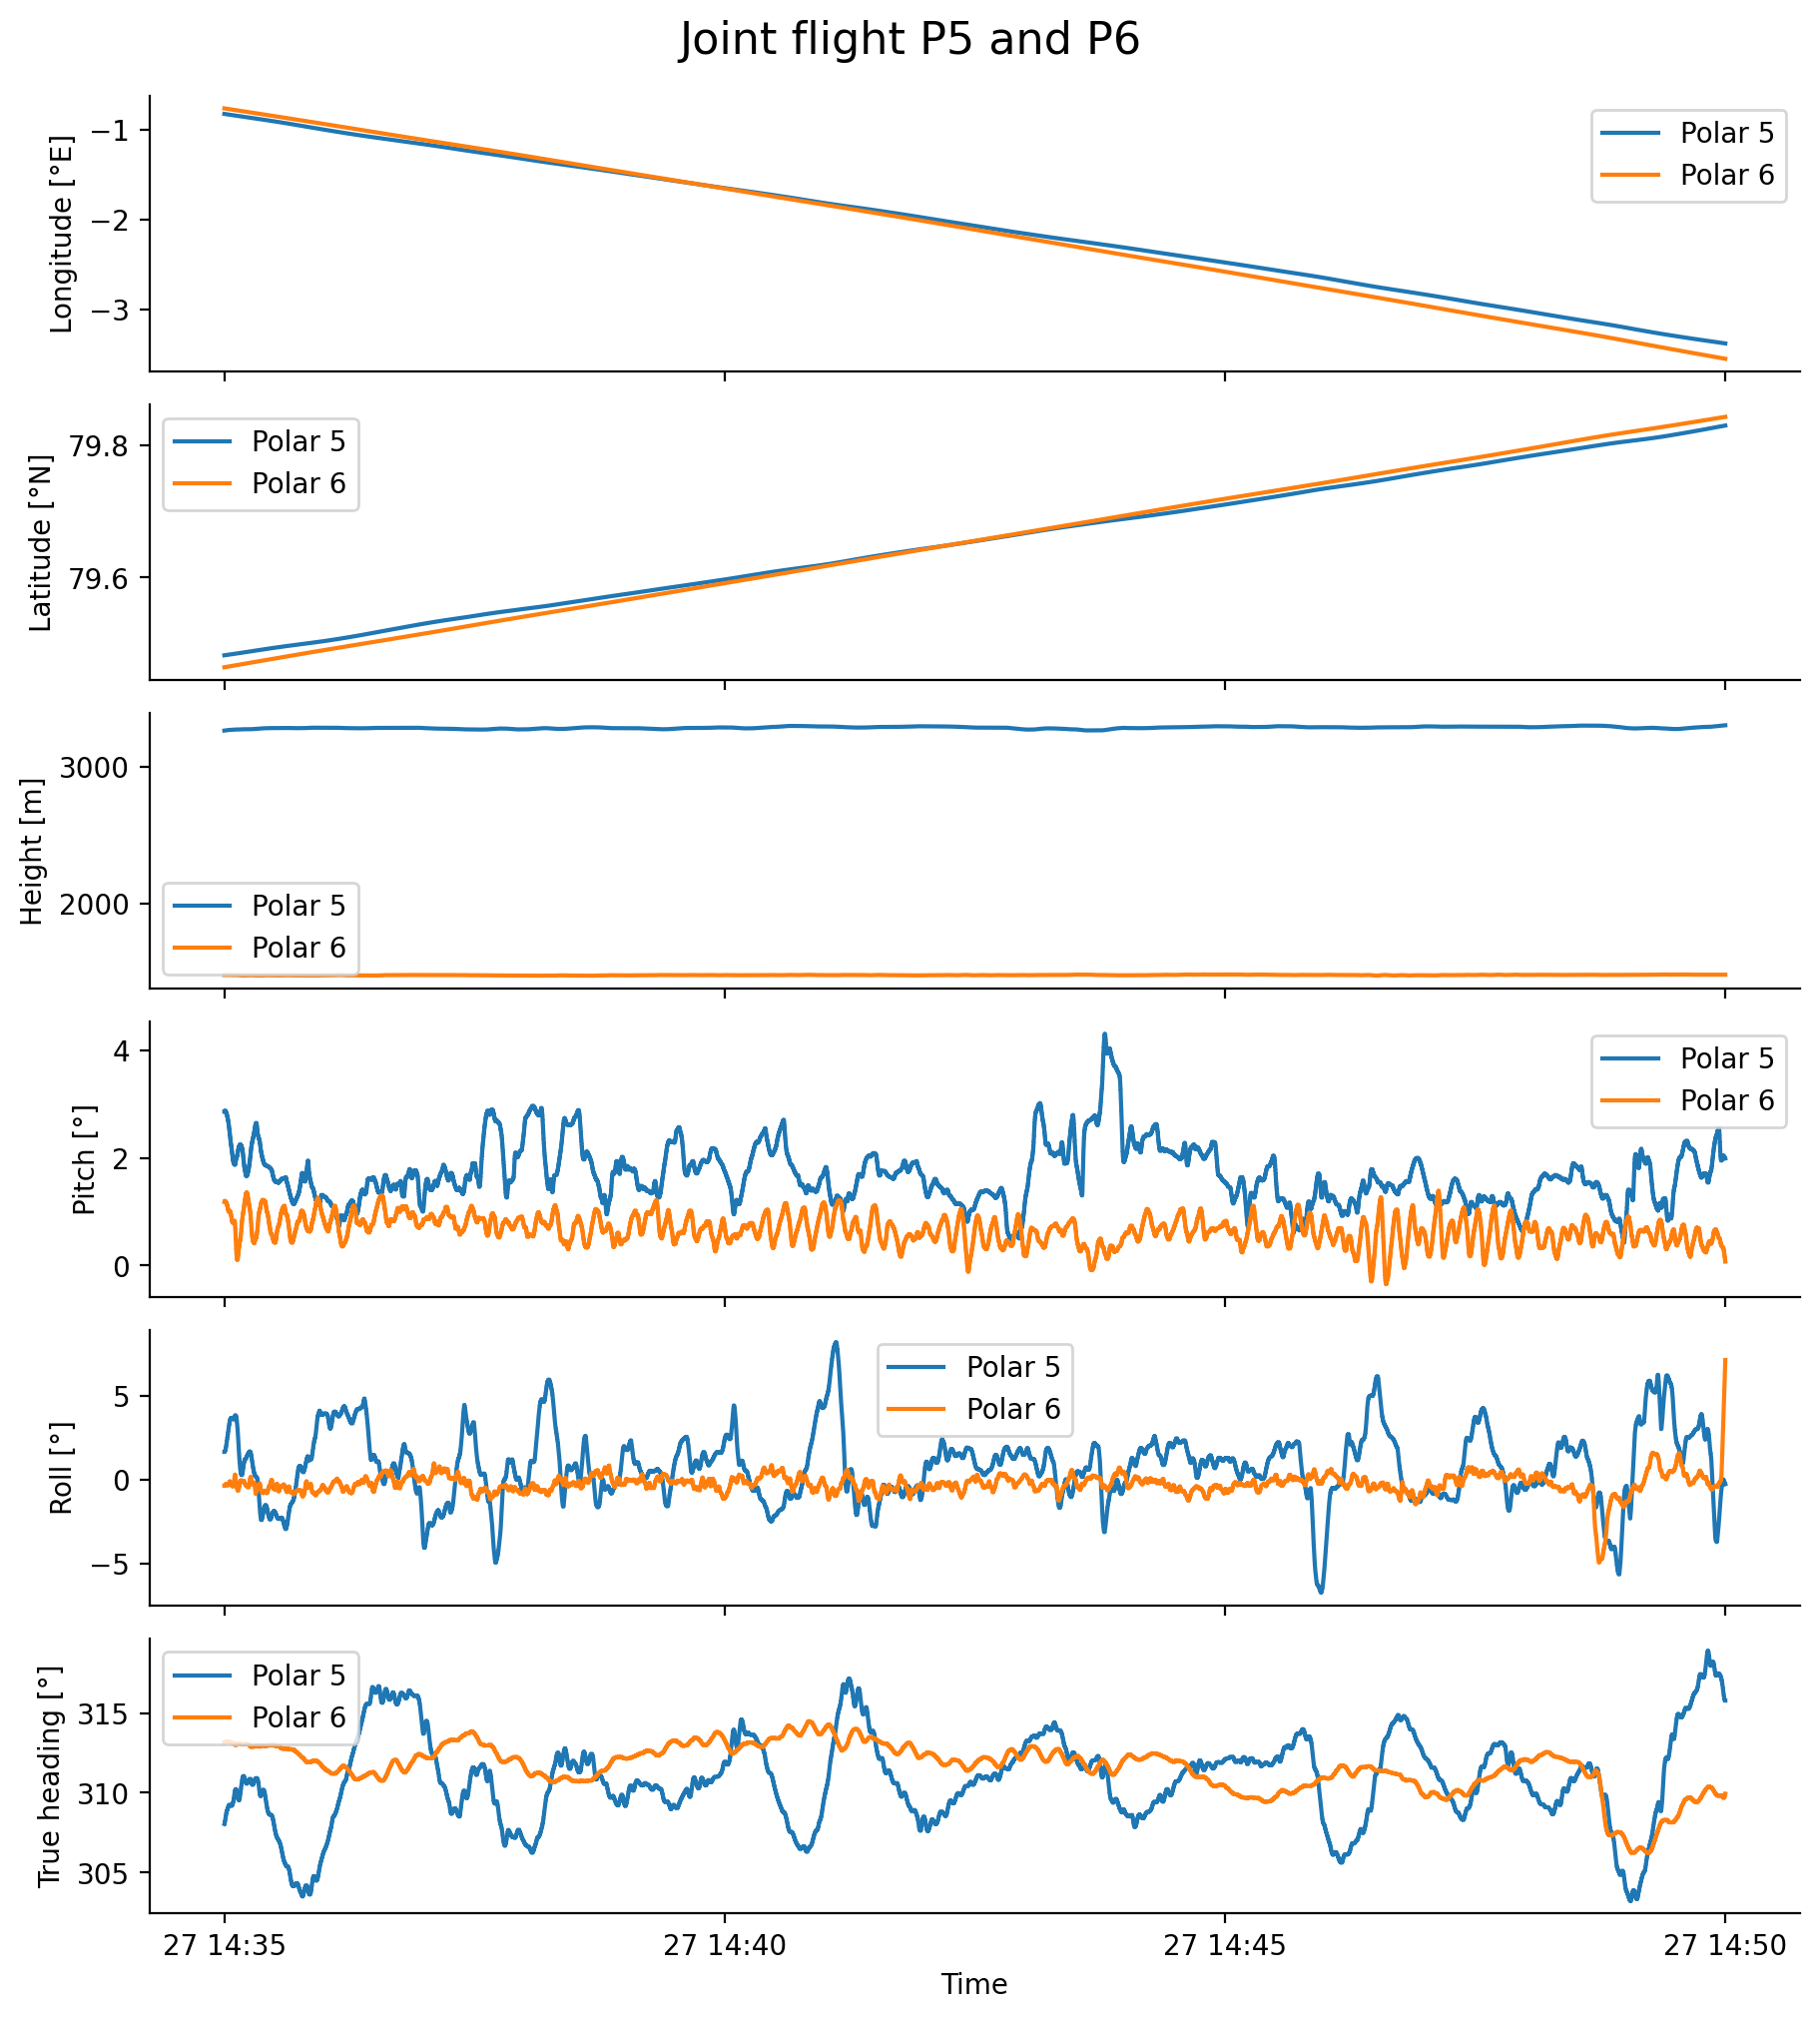 Joint flight P5 and P6
Longitude [°E]
−1
−2
−3
Polar 5
Polar 6
Latitude [°N]
79.8
79.6
Polar 5
Polar 6
Height [m]
3000
2000
Polar 5
Polar 6
Pitch [°]
4
2
0
Polar 5
Polar 6
Roll [°]
5
0
−5
Polar 5
Polar 6
True heading [°]
315
310
305
Polar 5
Polar 6
27 14:35 27 14:40 27 14:45 27 14:50
Time